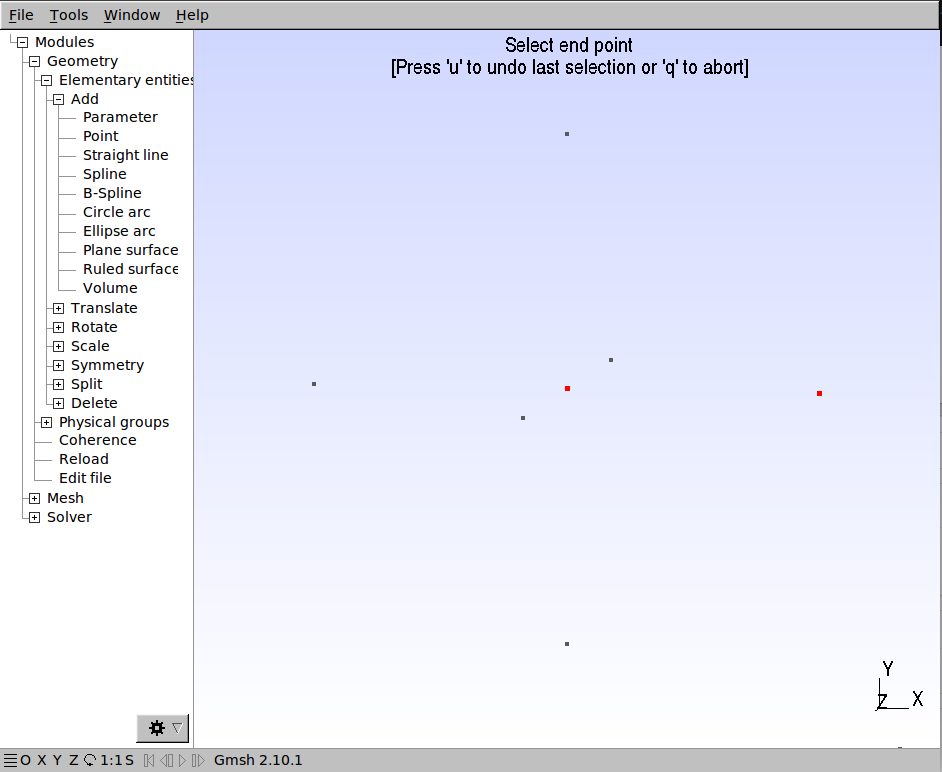 File Tools Window Help
Select end point
[Press 'u' to undo last selection or 'q' to abort]
Modules
Geometry
Elementary entities
Add
Parameter
Point
Straight line
Spline
B-Spline
Circle arc
Ellipse arc
Plane surface
Ruled surface
Volume
Translate
Rotate
Scale
Symmetry
Split
Delete
Physical groups
Coherence
Reload
Edit file
Mesh
Solver
Y
Z X
O X Y Z 1:1 S Gmsh 2.10.1